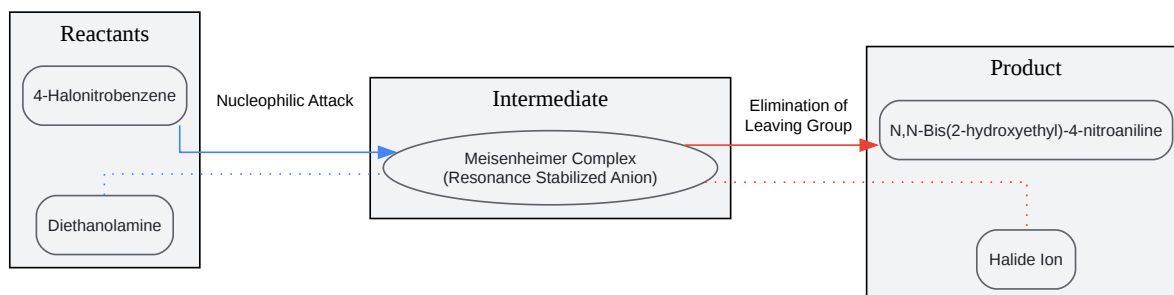 Reactants
4-Halonitrobenzene
Diethanolamine
Nucleophilic Attack
Intermediate
Meisenheimer Complex
(Resonance Stabilized Anion)
Elimination of
Leaving Group
Product
N,N-Bis(2-hydroxyethyl)-4-nitroaniline
Halide Ion